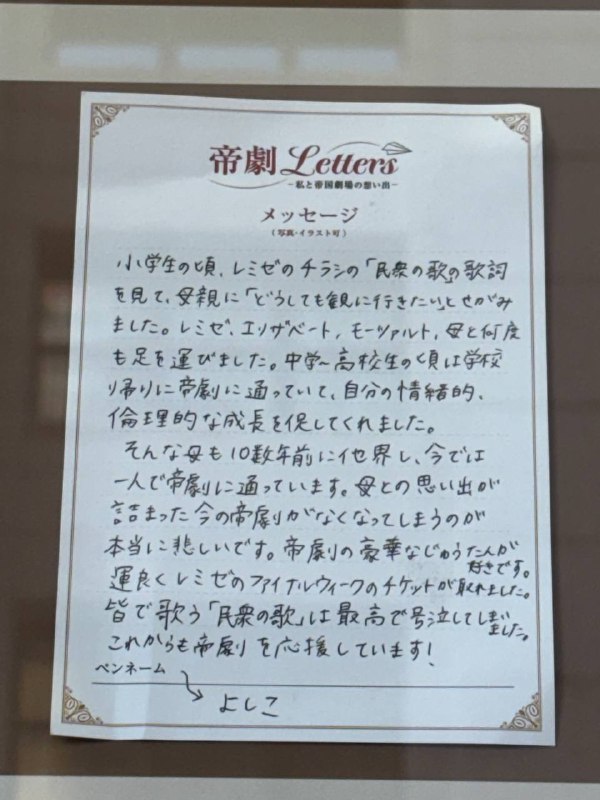 帝劇 Letters
－私と帝国劇場の想い出－
メッセージ
（写真・イラスト可）
小学生の頃、レミゼのチラシの「民衆の歌」の歌詞
を見て、母親に「どうしても観に行きたい」とせがみ
ました。レミゼ、エリザベート、モーツァルト、母と何度
も足を運びました。中学～高校生の頃は学校
帰りに帝劇に通っていて、自分の情緒的、
倫理的な成長を促してくれました。
そんな母も10数年前に他界し、今では
一人で帝劇に通っています。母との思い出が
詰まった今の帝劇がなくなってしまうのが
本当に悲しいです。帝劇の豪華なじゅうたんが
好きです。
運良くレミゼのファイナルウィークのチケットが取れました。
皆で歌う「民衆の歌」は最高で号泣してしまい
ました。
これからも帝劇を応援しています！
ペンネーム
よしこ